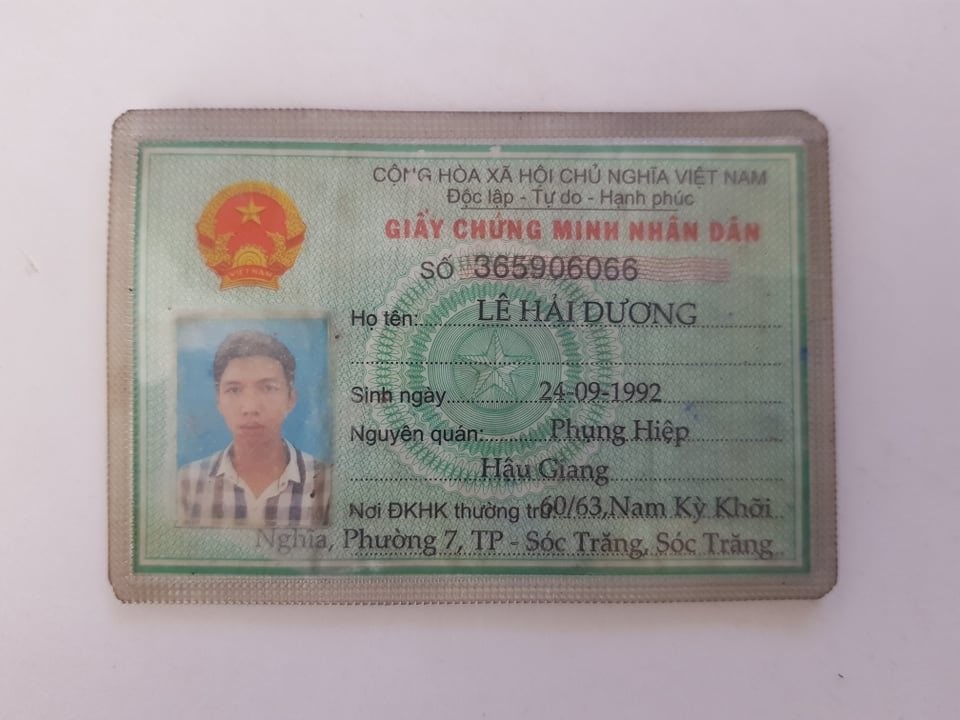 CỘNG HÒA XÃ HỘI CHỦ NGHĨA VIỆT NAM
Độc lập - Tự do - Hạnh phúc
GIẤY CHỨNG MINH NHÂN DÂN
SỐ 365906066
VIỆT NAM
Họ tên: LÊ HẢI DƯƠNG
Sinh ngày 24-09-1992
Nguyên quán: Phụng Hiệp
Hậu Giang
Nơi ĐKHK thường trú 60/63,Nam Kỳ Khởi
Nghĩa, Phường 7, TP - Sóc Trăng, Sóc Trăng